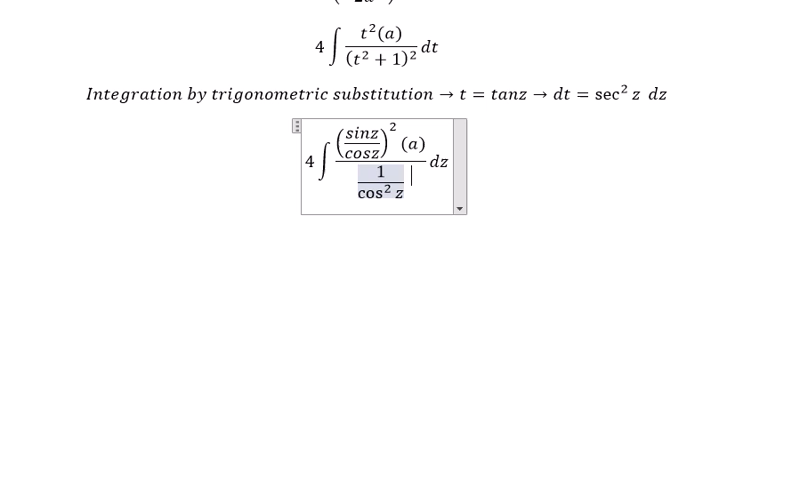 4 ∫ t²(a) / (t² + 1)² dt
Integration by trigonometric substitution → t = tanz → dt = sec² z dz
4 ∫ (sinz / cosz)² (a) / (1 / cos² z) dz